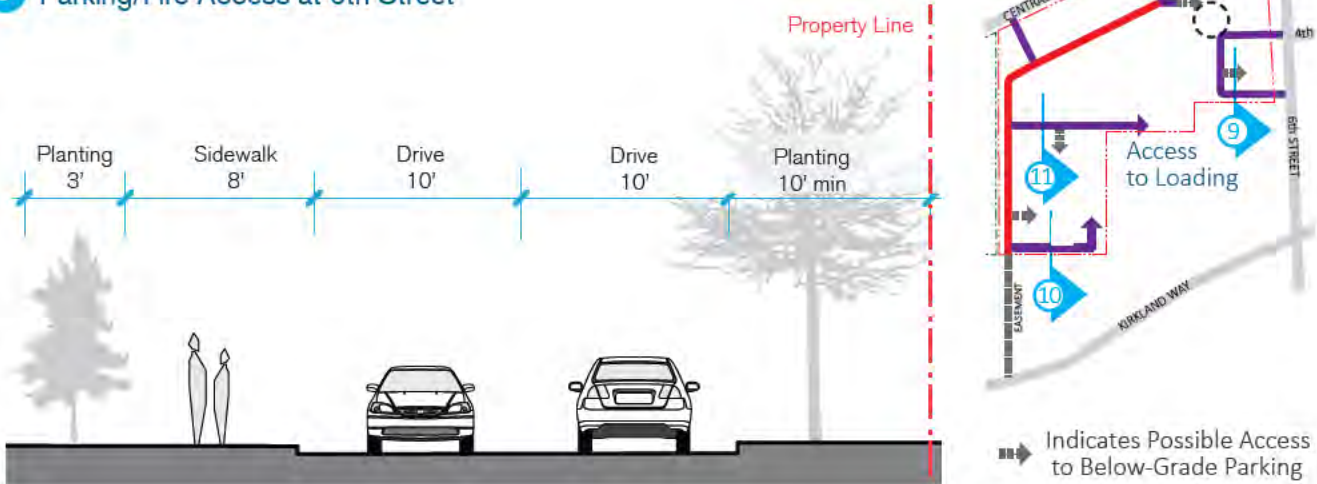 Parking/Fire Access at 6th Street
Property Line
Planting
3'
Sidewalk
8'
Drive
10'
Drive
10'
Planting
10' min
CENTRAL
4th
6th STREET
9
Access
to Loading
11
10
EASEMENT
KIRKLAND WAY
Indicates Possible Access
to Below-Grade Parking